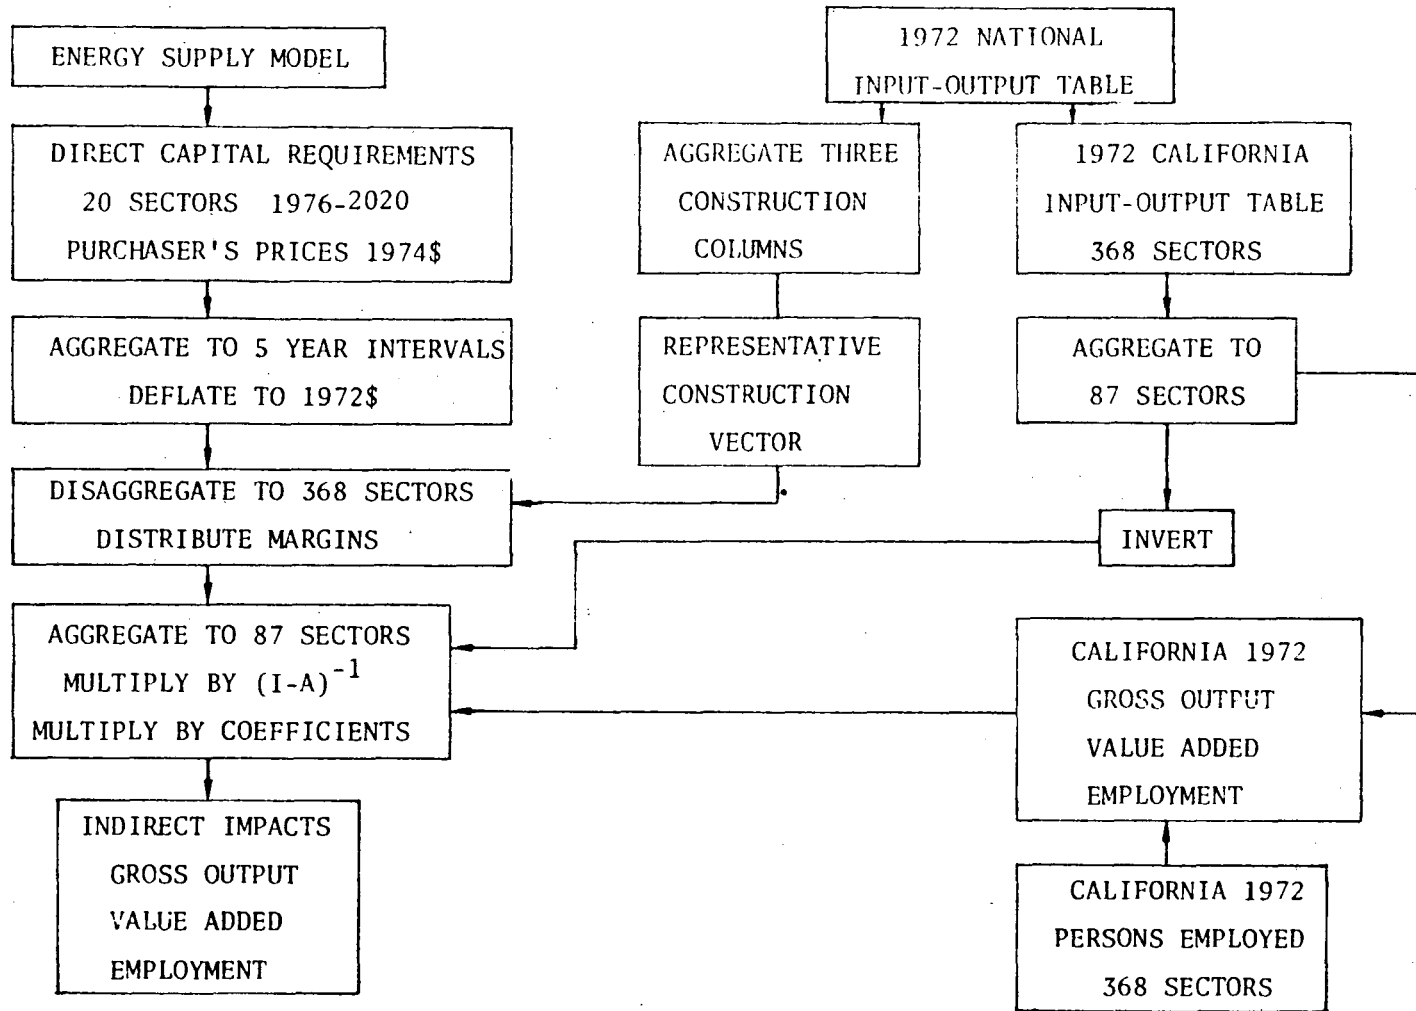 ENERGY SUPPLY MODEL
DIRECT CAPITAL REQUIREMENTS
20 SECTORS 1976-2020
PURCHASER'S PRICES 1974$
AGGREGATE TO 5 YEAR INTERVALS
DEFLATE TO 1972$
DISAGGREGATE TO 368 SECTORS
DISTRIBUTE MARGINS
AGGREGATE TO 87 SECTORS
MULTIPLY BY (I-A)⁻¹
MULTIPLY BY COEFFICIENTS
INDIRECT IMPACTS
GROSS OUTPUT
VALUE ADDED
EMPLOYMENT
1972 NATIONAL
INPUT-OUTPUT TABLE
AGGREGATE THREE
CONSTRUCTION
COLUMNS
REPRESENTATIVE
CONSTRUCTION
VECTOR
1972 CALIFORNIA
INPUT-OUTPUT TABLE
368 SECTORS
AGGREGATE TO
87 SECTORS
INVERT
CALIFORNIA 1972
GROSS OUTPUT
VALUE ADDED
EMPLOYMENT
CALIFORNIA 1972
PERSONS EMPLOYED
368 SECTORS